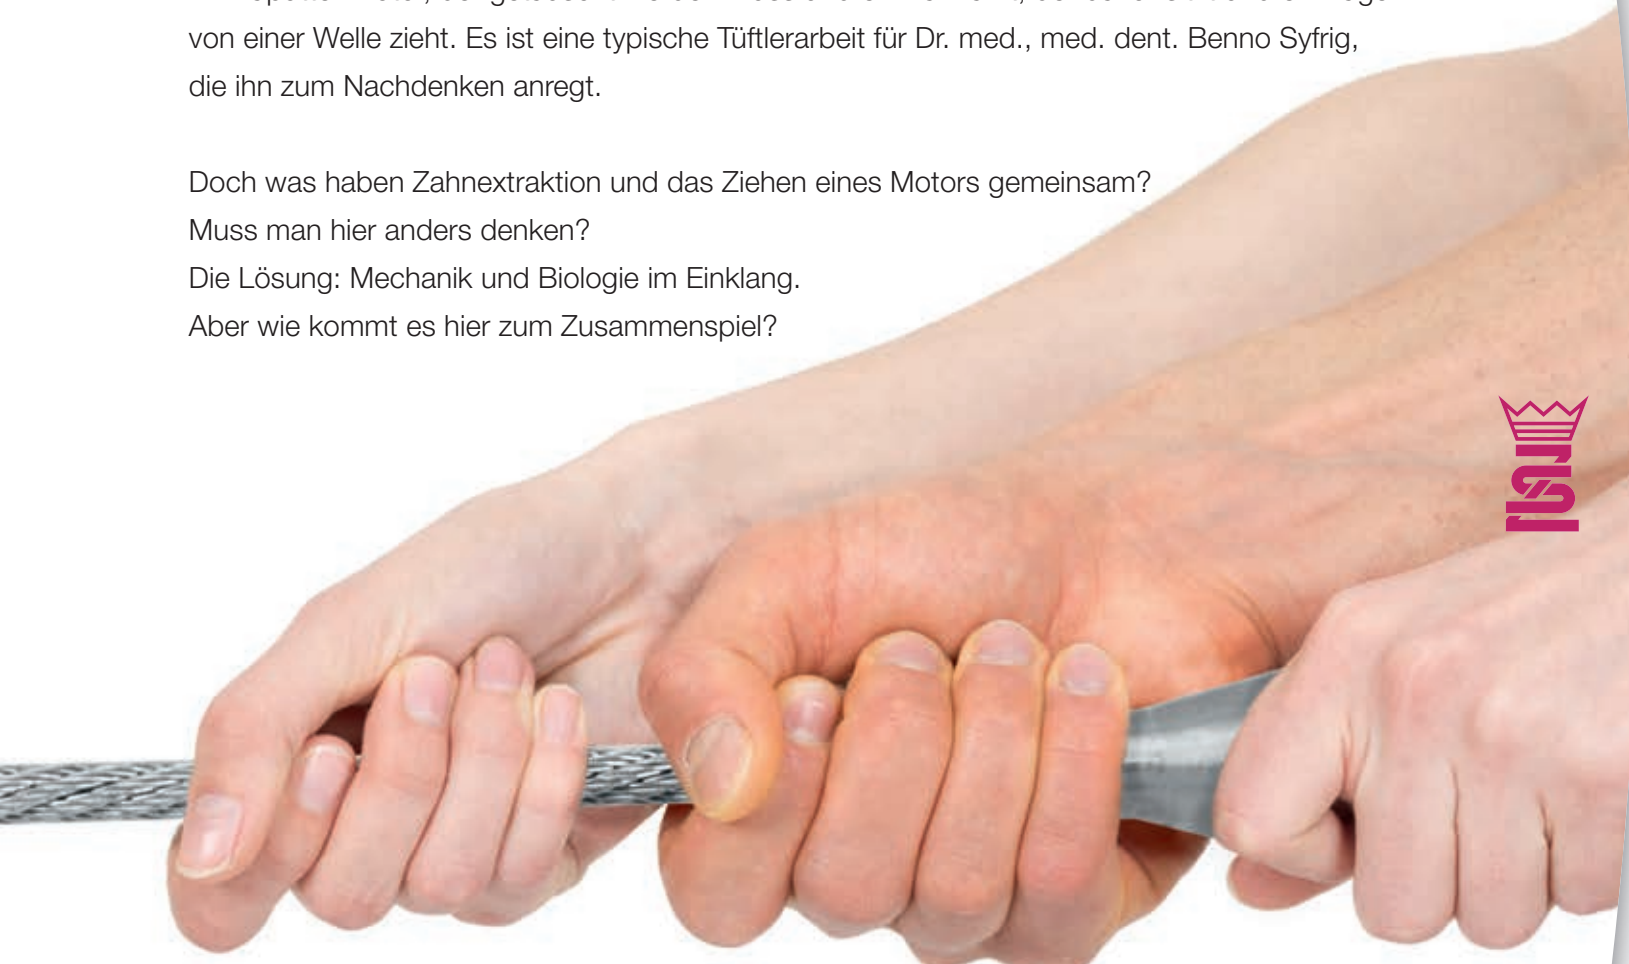 von einer Welle zieht. Es ist eine typische Tüftlerarbeit für Dr. med., med. dent. Benno Syfrig,
die ihn zum Nachdenken anregt.
Doch was haben Zahnextraktion und das Ziehen eines Motors gemeinsam?
Muss man hier anders denken?
Die Lösung: Mechanik und Biologie im Einklang.
Aber wie kommt es hier zum Zusammenspiel?